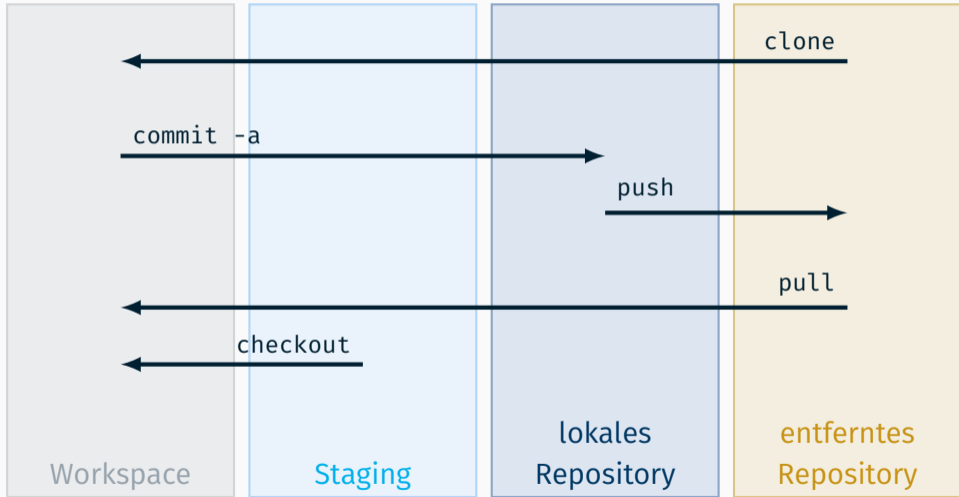 clone
commit -a
push
pull
checkout
Workspace
Staging
lokales
Repository
entferntes
Repository